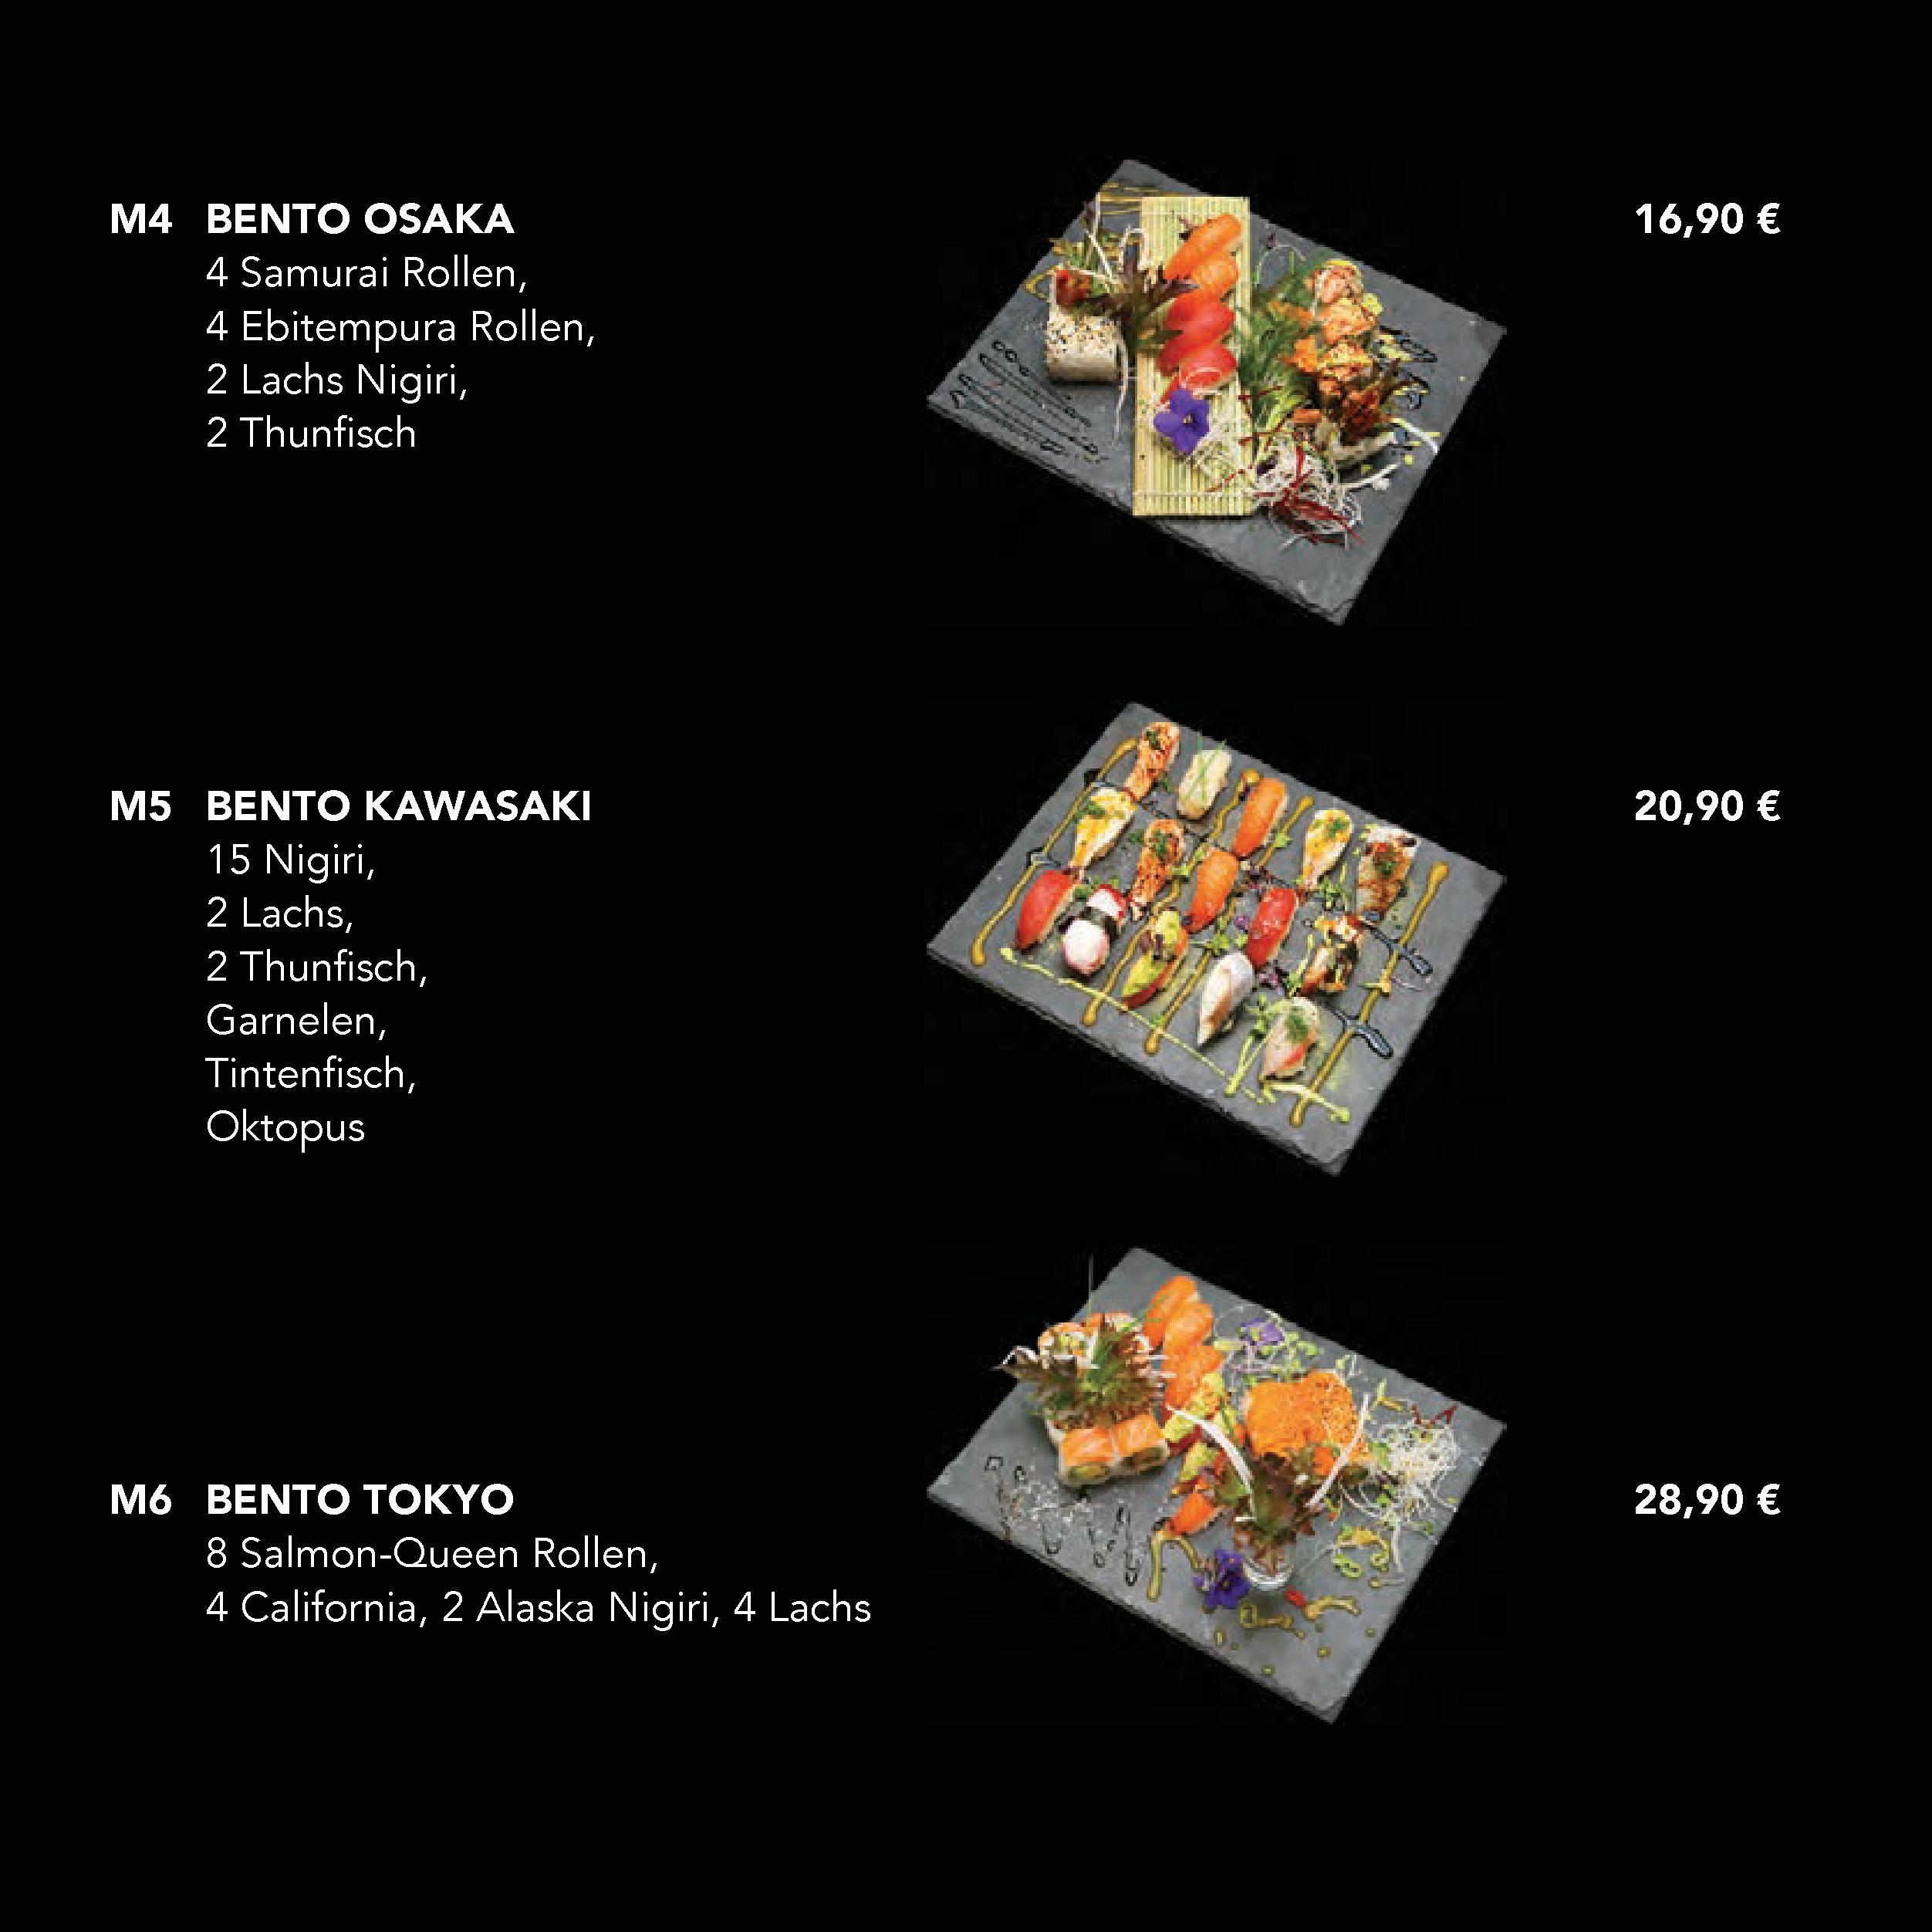 M4 BENTO OSAKA 16,90 €
4 Samurai Rollen,
4 Ebitempura Rollen,
2 Lachs Nigiri,
2 Thunfisch
M5 BENTO KAWASAKI 20,90 €
15 Nigiri,
2 Lachs,
2 Thunfisch,
Garnelen,
Tintenfisch,
Oktopus
M6 BENTO TOKYO 28,90 €
8 Salmon-Queen Rollen,
4 California, 2 Alaska Nigiri, 4 Lachs